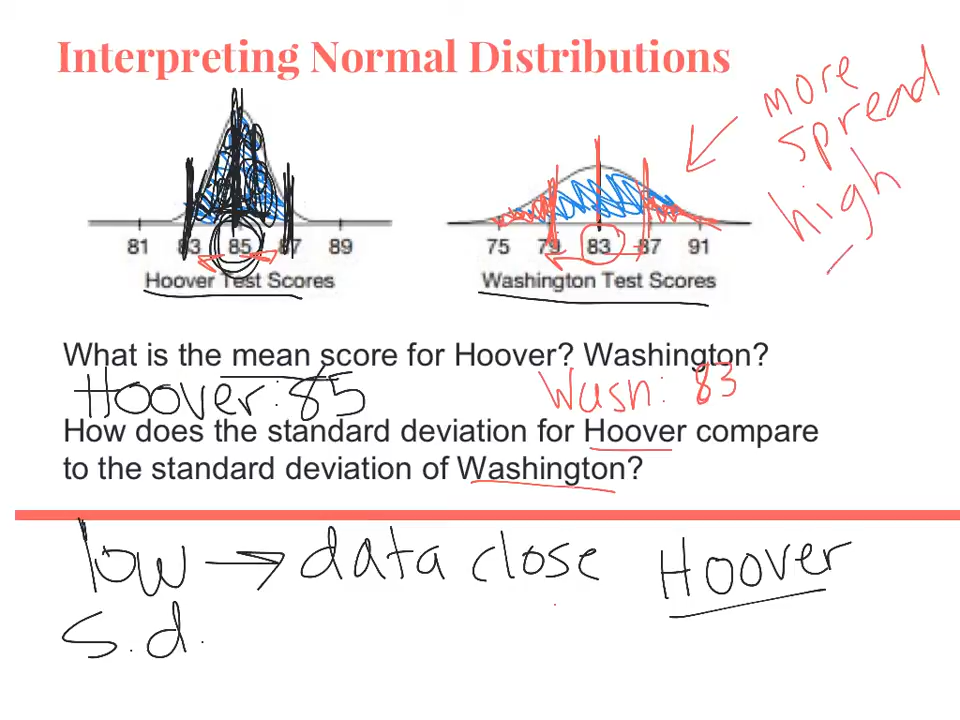 Interpreting Normal Distributions
more
spread
high
81 83 85 87 89
75 79 83 87 91
Hoover Test Scores
Washington Test Scores
What is the mean score for Hoover? Washington?
Hoover: 85
Wash: 83
How does the standard deviation for Hoover compare
to the standard deviation of Washington?
low → data close Hoover
s.d.